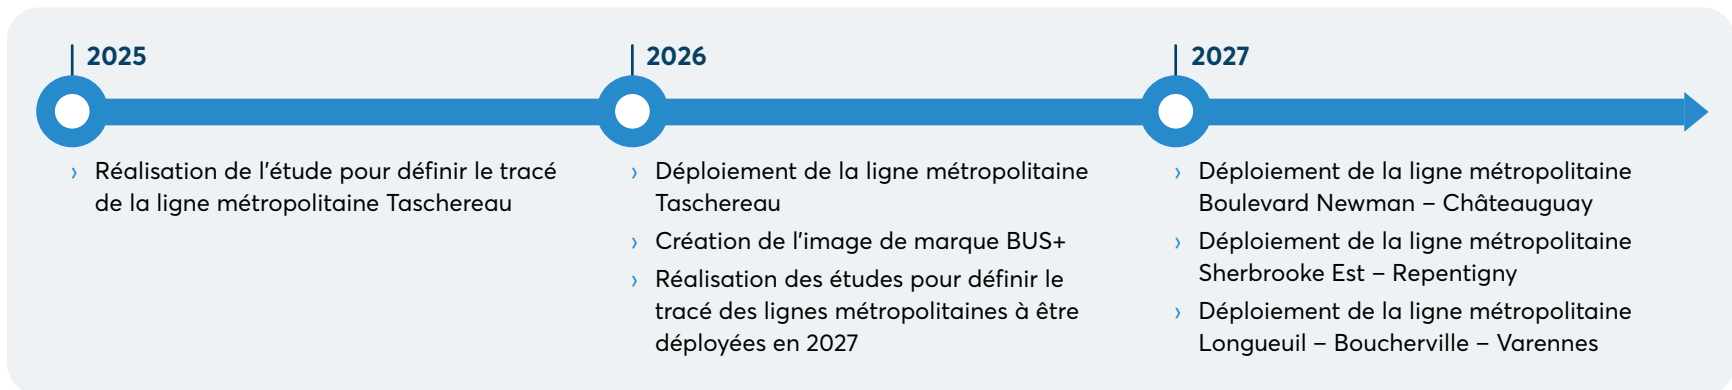 2025
› Réalisation de l'étude pour définir le tracé
de la ligne métropolitaine Taschereau
2026
› Déploiement de la ligne métropolitaine
Taschereau
› Création de l'image de marque BUS+
› Réalisation des études pour définir le
tracé des lignes métropolitaines à être
déployées en 2027
2027
› Déploiement de la ligne métropolitaine
Boulevard Newman – Châteauguay
› Déploiement de la ligne métropolitaine
Sherbrooke Est – Repentigny
› Déploiement de la ligne métropolitaine
Longueuil – Boucherville – Varennes